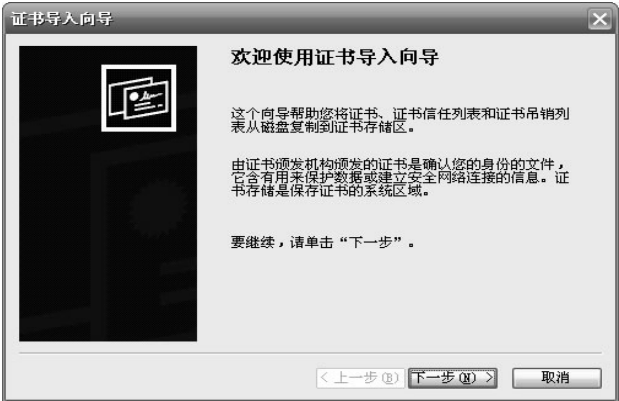 证书导入向导
欢迎使用证书导入向导
这个向导帮助您将证书、证书信任列表和证书吊销列
表从磁盘复制到证书存储区。
由证书颁发机构颁发的证书是确认您的身份的文件，
它含有用来保护数据或建立安全网络连接的信息。证
书存储是保存证书的系统区域。
要继续，请单击“下一步”。
< 上一步(B) 下一步(N) > 取消